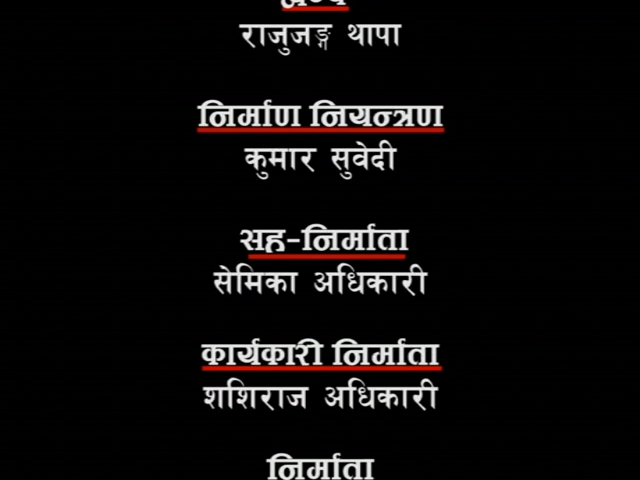 राजुजङ्ग थापा
निर्माण नियन्त्रण
कुमार सुवेदी
सह-निर्माता
सेमिका अधिकारी
कार्यकारी निर्माता
शशिराज अधिकारी
निर्माता